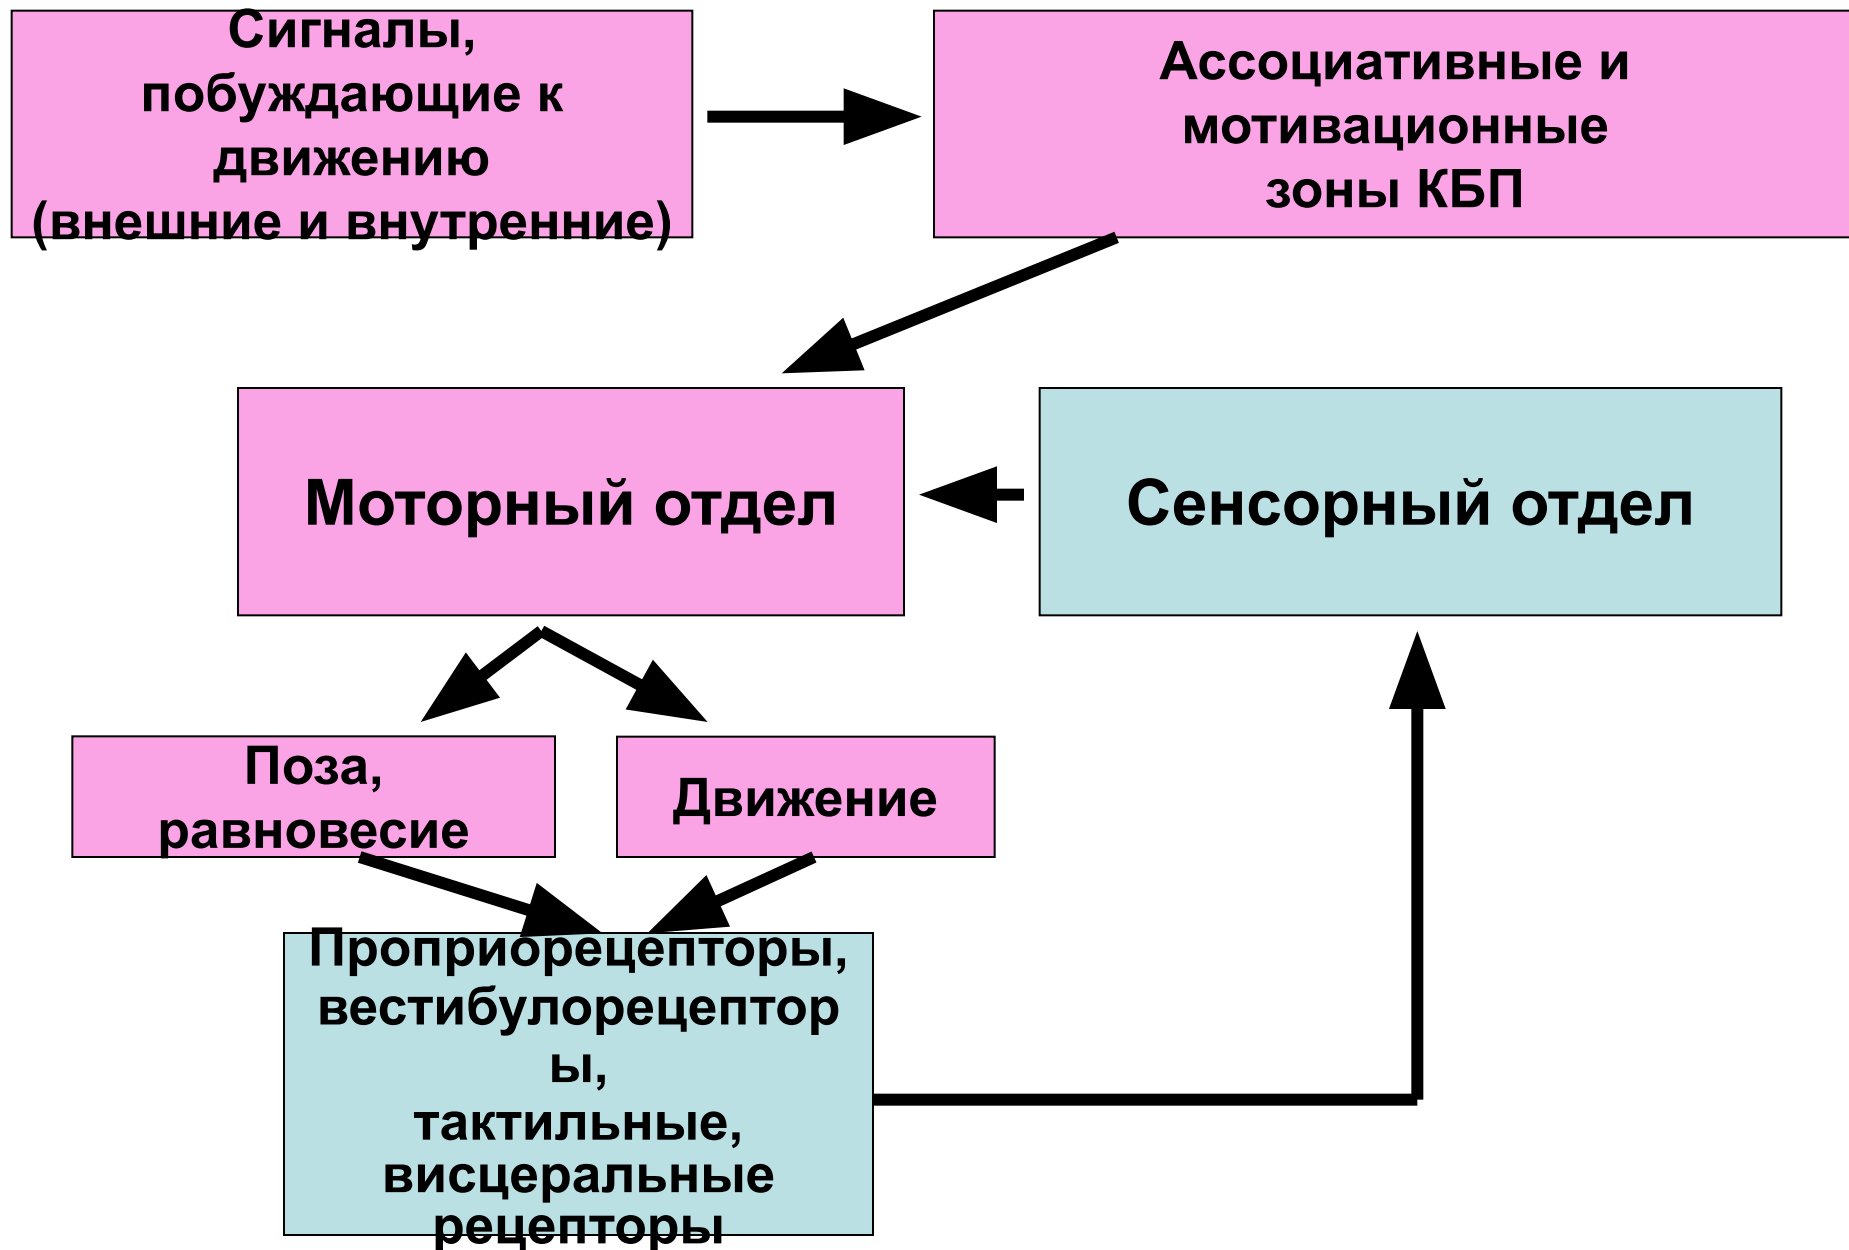 Сигналы,
побуждающие к
движению
(внешние и внутренние)
Ассоциативные и
мотивационные
зоны КБП
Моторный отдел
Сенсорный отдел
Поза,
равновесие
Движение
Проприорецепторы,
вестибулорецептор
ы,
тактильные,
висцеральные
рецепторы